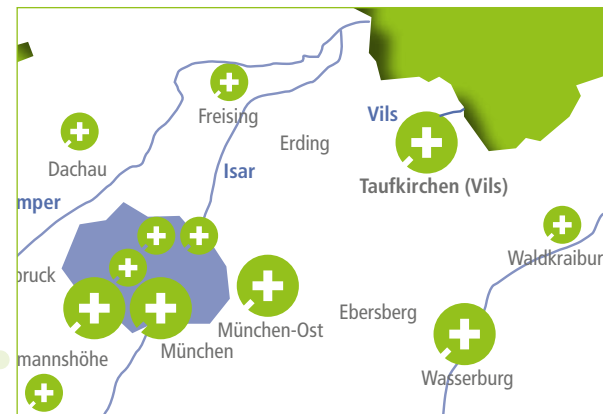 Vils
Freising
Erding
Dachau
Isar
Taufkirchen (Vils)
mper
Waldkraibur
bruck
Ebersberg
München-Ost
München
mannshöhe
Wasserburg